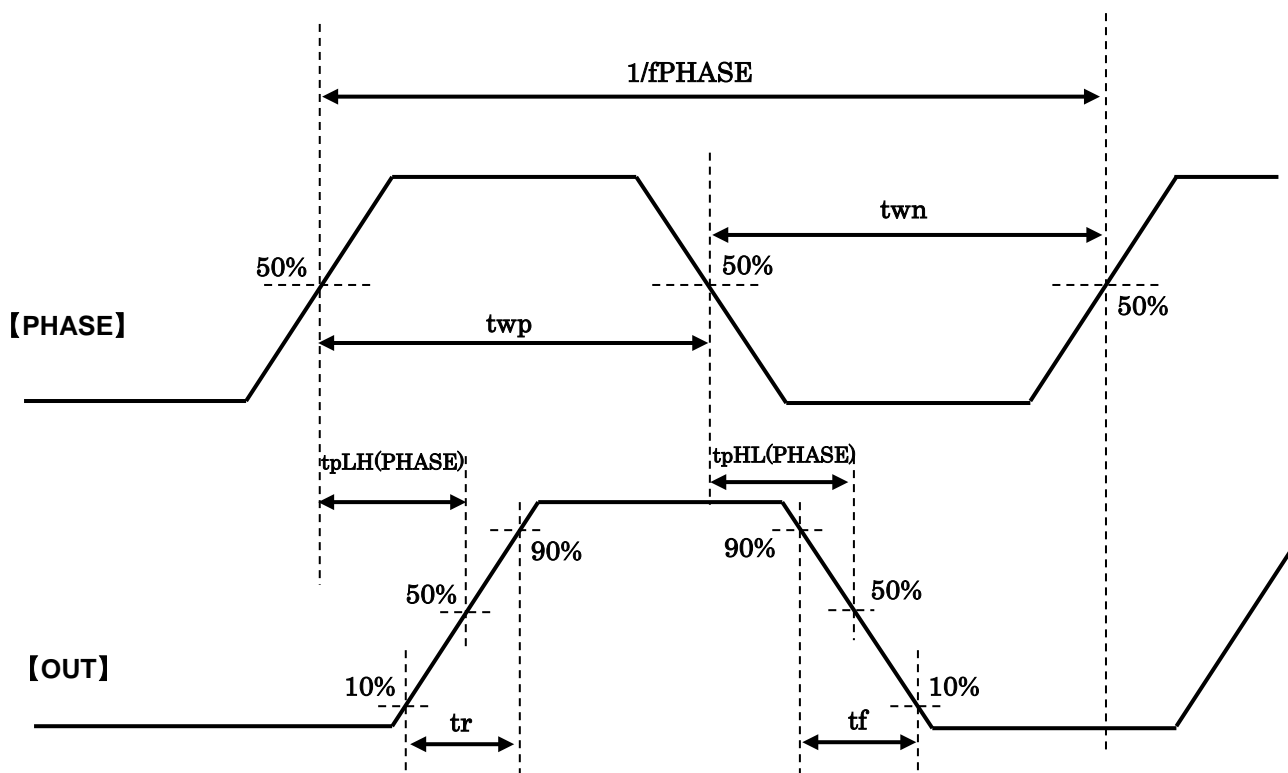 1/fPHASE
twn
50%
50%
50%
【PHASE】
twp
tpLH(PHASE)
tpHL(PHASE)
90%
90%
50%
50%
【OUT】
10%
10%
tr
tf